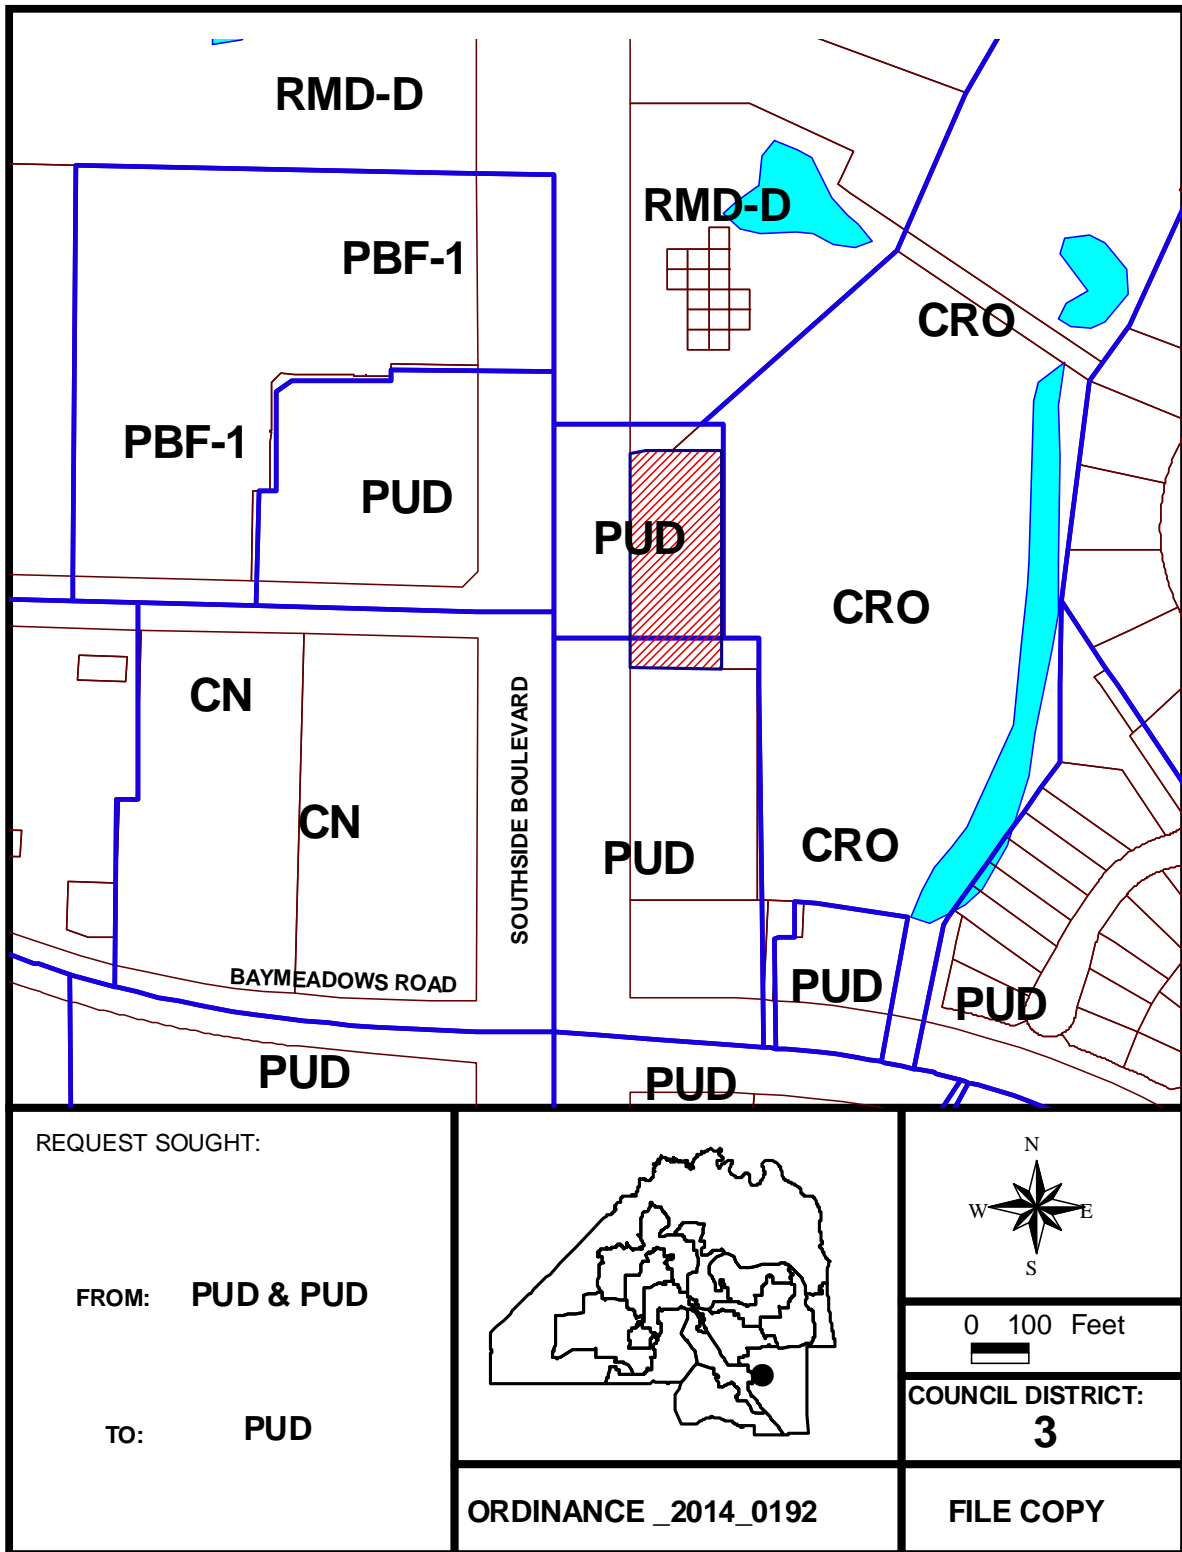 RMD-D
RMD-D
PBF-1
CRO
PBF-1
PUD
PUD
CRO
CN
SOUTHSIDE BOULEVARD
CN
PUD
CRO
BAYMEADOWS ROAD
PUD
PUD
PUD
PUD
REQUEST SOUGHT:
FROM: PUD & PUD
TO: PUD
N
W E
S
0 100 Feet
COUNCIL DISTRICT:
3
ORDINANCE _2014_0192
FILE COPY